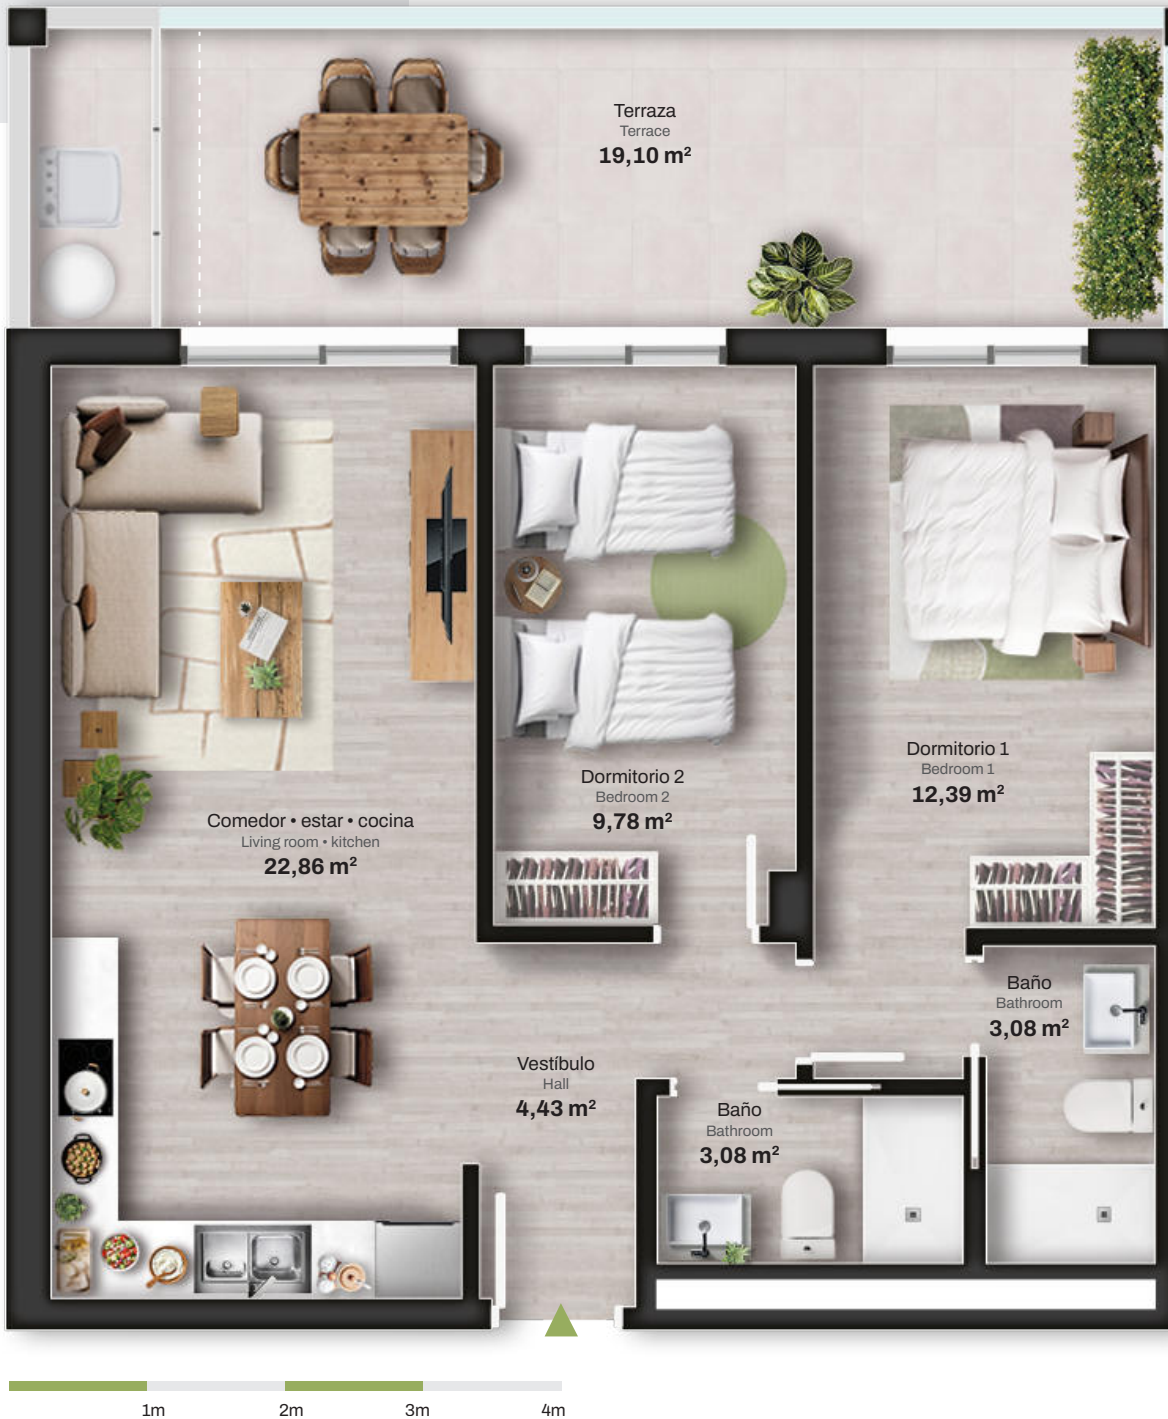 Terraza
Terrace
19,10 m²
Dormitorio 1
Bedroom 1
12,39 m²
Dormitorio 2
Bedroom 2
9,78 m²
Comedor • estar • cocina
Living room • kitchen
22,86 m²
Baño
Bathroom
3,08 m²
Vestíbulo
Hall
4,43 m²
Baño
Bathroom
3,08 m²
1m 2m 3m 4m